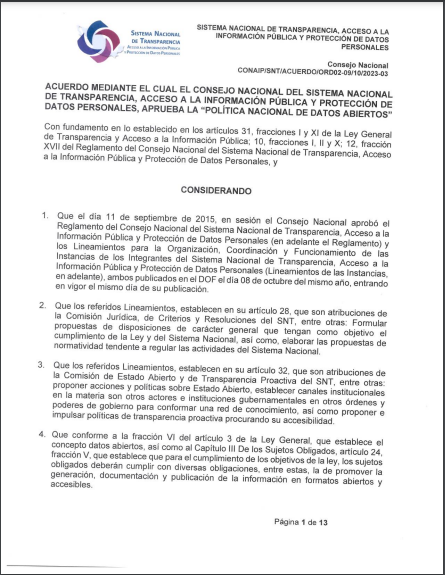 SISTEMA NACIONAL
DE TRANSPARENCIA
ACCESO A LA INFORMACIÓN PÚBLICA
Y PROTECCIÓN DE DATOS PERSONALES
SISTEMA NACIONAL DE TRANSPARENCIA, ACCESO A LA
INFORMACIÓN PÚBLICA Y PROTECCIÓN DE DATOS
PERSONALES
Consejo Nacional
CONAIP/SNT/ACUERDO/ORD02-09/10/2023-03
ACUERDO MEDIANTE EL CUAL EL CONSEJO NACIONAL DEL SISTEMA NACIONAL
DE TRANSPARENCIA, ACCESO A LA INFORMACIÓN PÚBLICA Y PROTECCIÓN DE
DATOS PERSONALES, APRUEBA LA “POLÍTICA NACIONAL DE DATOS ABIERTOS”
Con fundamento en lo establecido en los artículos 31, fracciones I y XI de la Ley General
de Transparencia y Acceso a la Información Pública; 10, fracciones I, II y X; 12, fracción
XVII del Reglamento del Consejo Nacional del Sistema Nacional de Transparencia, Acceso
a la Información Pública y Protección de Datos Personales, y
CONSIDERANDO
1. Que el día 11 de septiembre de 2015, en sesión el Consejo Nacional aprobó el
Reglamento del Consejo Nacional del Sistema Nacional de Transparencia, Acceso a la
Información Pública y Protección de Datos Personales (en adelante el Reglamento) y
los Lineamientos para la Organización, Coordinación y Funcionamiento de las
Instancias de los Integrantes del Sistema Nacional de Transparencia, Acceso a la
Información Pública y Protección de Datos Personales (Lineamientos de las Instancias,
en adelante), ambos publicados en el DOF el día 08 de octubre del mismo año, entrando
en vigor el mismo día de su publicación.
2. Que los referidos Lineamientos, establecen en su artículo 28, que son atribuciones de
la Comisión Jurídica, de Criterios y Resoluciones del SNT, entre otras: Formular
propuestas de disposiciones de carácter general que tengan como objetivo el
cumplimiento de la Ley y del Sistema Nacional, así como, elaborar las propuestas de
normatividad tendente a regular las actividades del Sistema Nacional.
3. Que los referidos Lineamientos, establecen en su artículo 32, que son atribuciones de
la Comisión de Estado Abierto y de Transparencia Proactiva del SNT, entre otras:
proponer acciones y políticas sobre Estado Abierto, establecer canales institucionales
en la materia con otros actores e instituciones gubernamentales en otros órdenes y
poderes de gobierno para conformar una red de conocimiento, así como proponer e
impulsar políticas de transparencia proactiva procurando su accesibilidad.
4. Que conforme a la fracción VI del artículo 3 de la Ley General, que establece el
concepto datos abiertos, así como al Capítulo III De los Sujetos Obligados, artículo 24,
fracción V, que establece que para el cumplimiento de los objetivos de la ley, los sujetos
obligados deberán cumplir con diversas obligaciones, entre estas, la de promover la
generación, documentación y publicación de la información en formatos abiertos y
accesibles.
Página 1 de 13